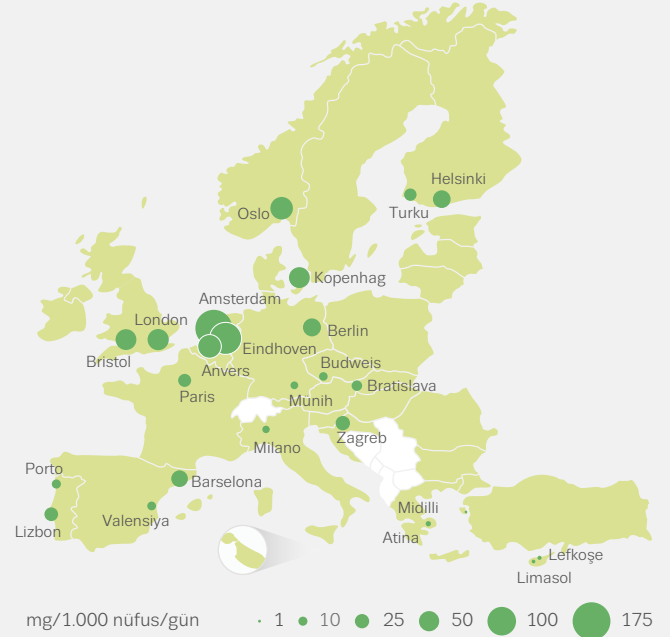 Helsinki
Oslo
Turku
Kopenhag
Amsterdam
London
Berlin
Eindhoven
Bristol
Budweis
Anvers
Bratislava
Paris
Münih
Zagreb
Milano
Porto
Barselona
Lizbon
Valensiya
Midilli
Atina
Lefkoşe
Limasol
mg/1.000 nüfus/gün 1 10 25 50 100 175